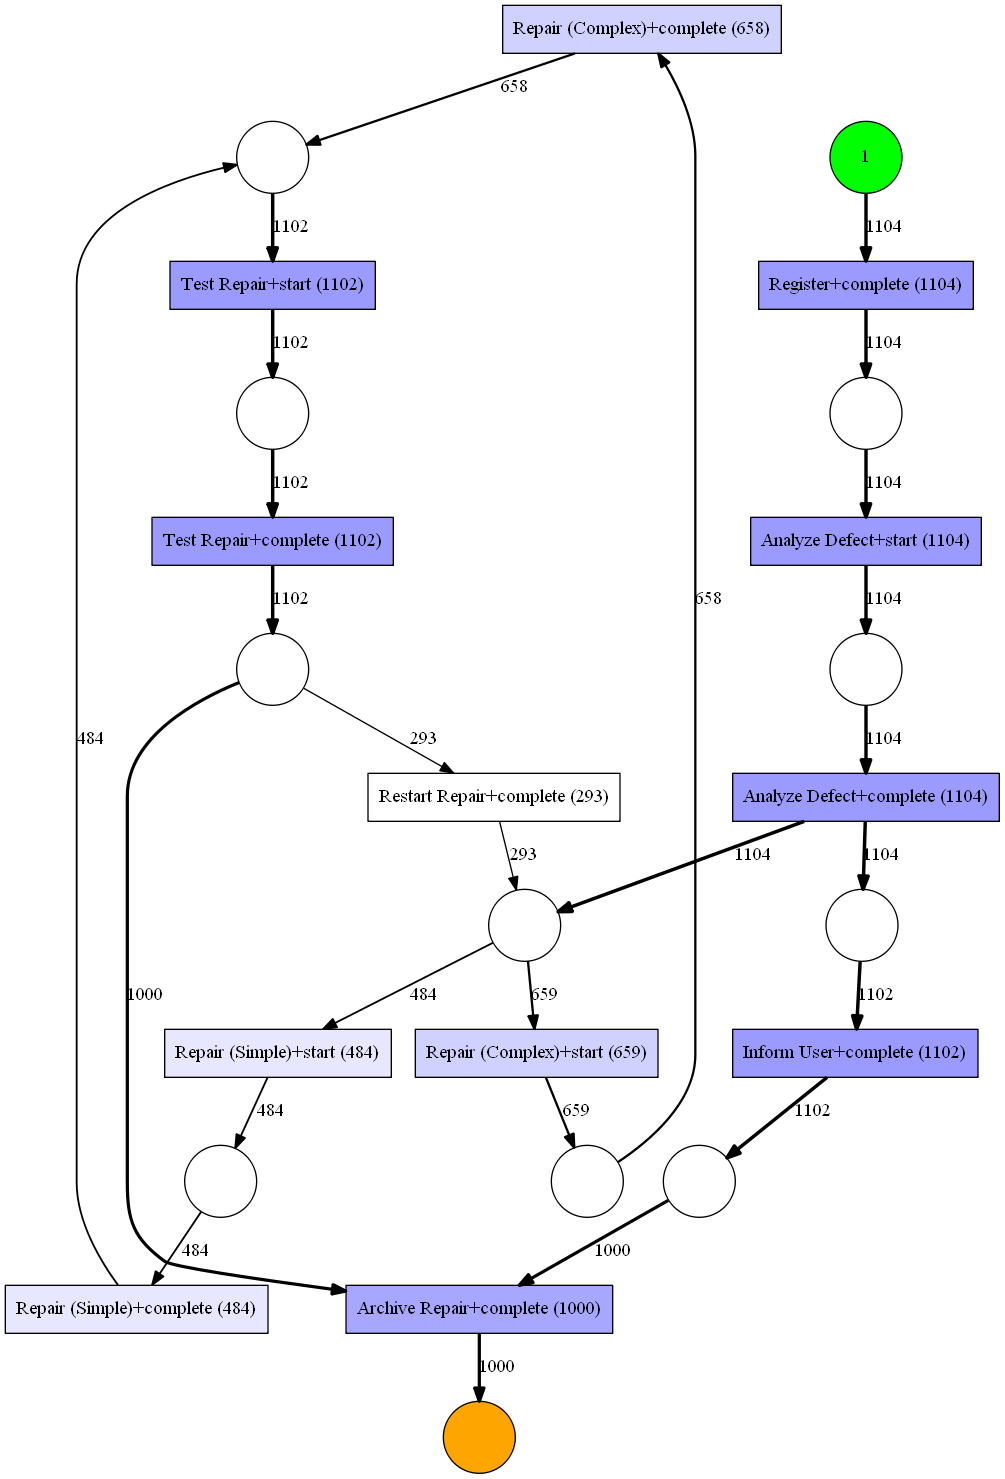 Repair (Complex)+complete (658)
658
1
1102
1104
Test Repair+start (1102)
Register+complete (1104)
1102
1104
1102
1104
Test Repair+complete (1102)
Analyze Defect+start (1104)
1102
658
1104
484
293
1104
Restart Repair+complete (293)
Analyze Defect+complete (1104)
293
1104
1104
1000
484
659
1102
Repair (Simple)+start (484)
Repair (Complex)+start (659)
Inform User+complete (1102)
484
659
1102
484
1000
Repair (Simple)+complete (484)
Archive Repair+complete (1000)
1000